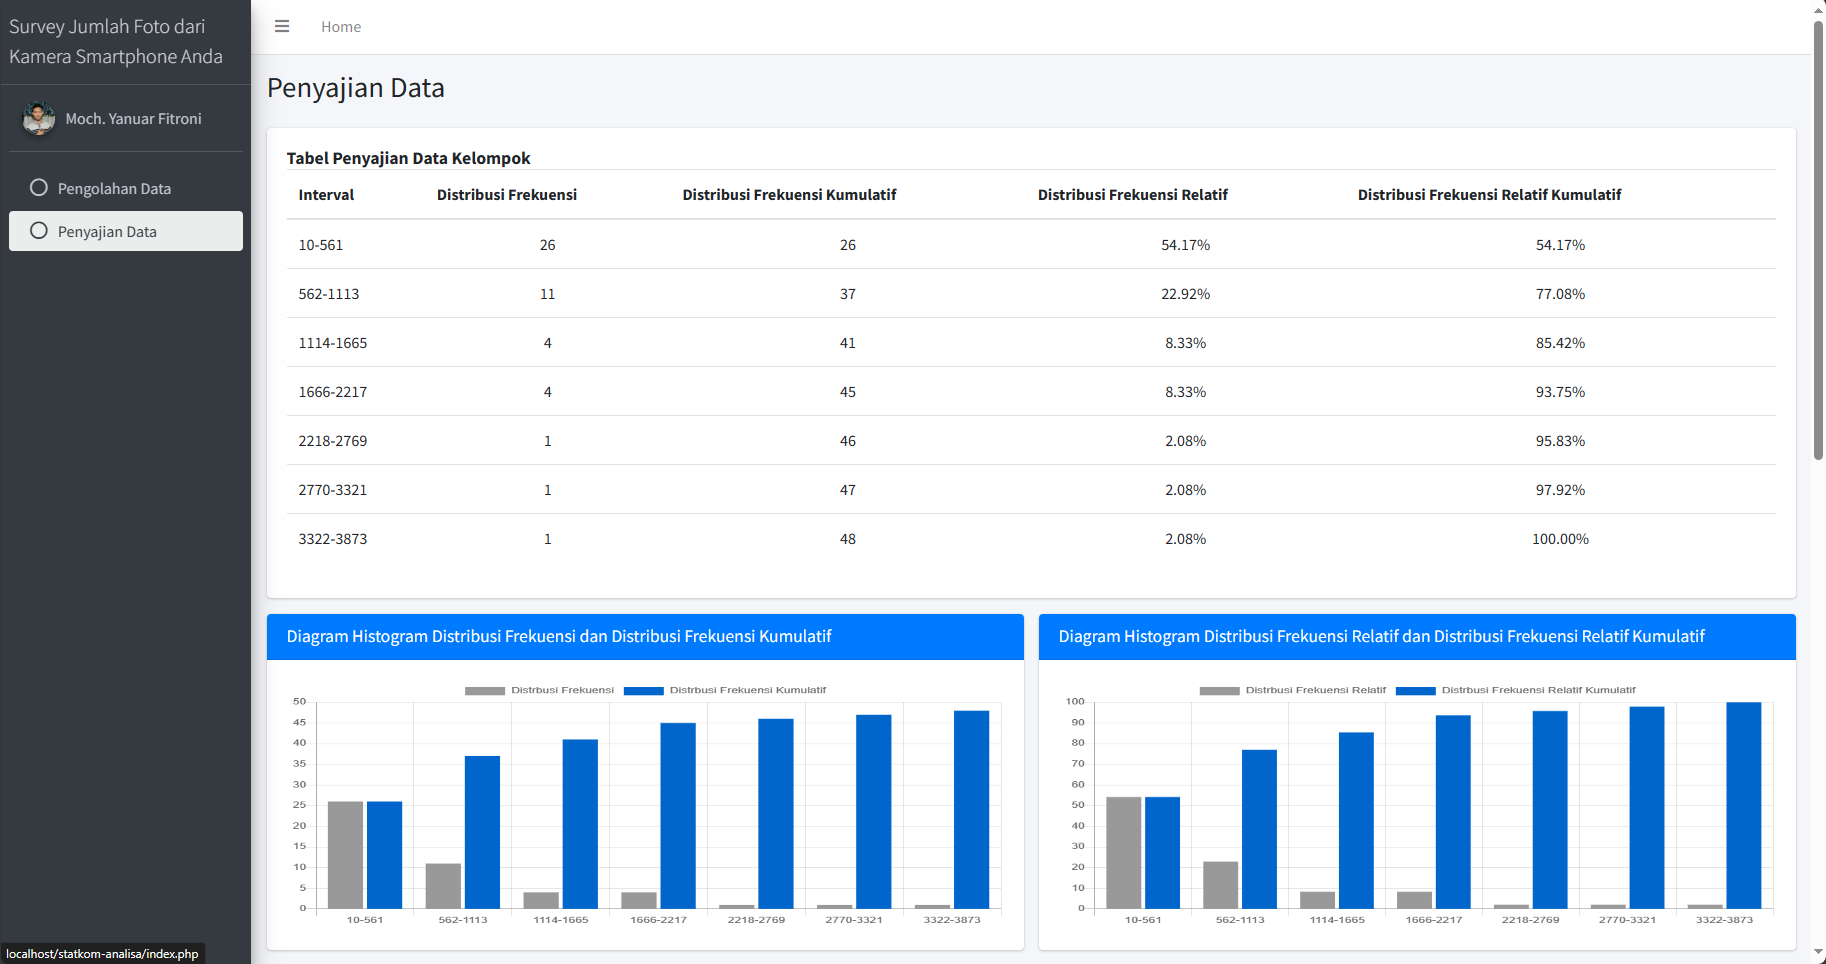 Survey Jumlah Foto dari
Kamera Smartphone Anda
Moch. Yanuar Fitroni
Pengolahan Data
Penyajian Data
Home
Penyajian Data
Tabel Penyajian Data Kelompok
Interval Distribusi Frekuensi Distribusi Frekuensi Kumulatif Distribusi Frekuensi Relatif Distribusi Frekuensi Relatif Kumulatif
10-561 26 26 54.17% 54.17%
562-1113 11 37 22.92% 77.08%
1114-1665 4 41 8.33% 85.42%
1666-2217 4 45 8.33% 93.75%
2218-2769 1 46 2.08% 95.83%
2770-3321 1 47 2.08% 97.92%
3322-3873 1 48 2.08% 100.00%
Diagram Histogram Distribusi Frekuensi dan Distribusi Frekuensi Kumulatif
Distrbusi Frekuensi Distrbusi Frekuensi Kumulatif
50
45
40
35
30
25
20
15
10
5
0
10-561 562-1113 1114-1665 1666-2217 2218-2769 2770-3321 3322-3873
Diagram Histogram Distribusi Frekuensi Relatif dan Distribusi Frekuensi Relatif Kumulatif
Distrbusi Frekuensi Relatif Distrbusi Frekuensi Relatif Kumulatif
100
90
80
70
60
50
40
30
20
10
0
10-561 562-1113 1114-1665 1666-2217 2218-2769 2770-3321 3322-3873
localhost/statkom-analisa/index.php